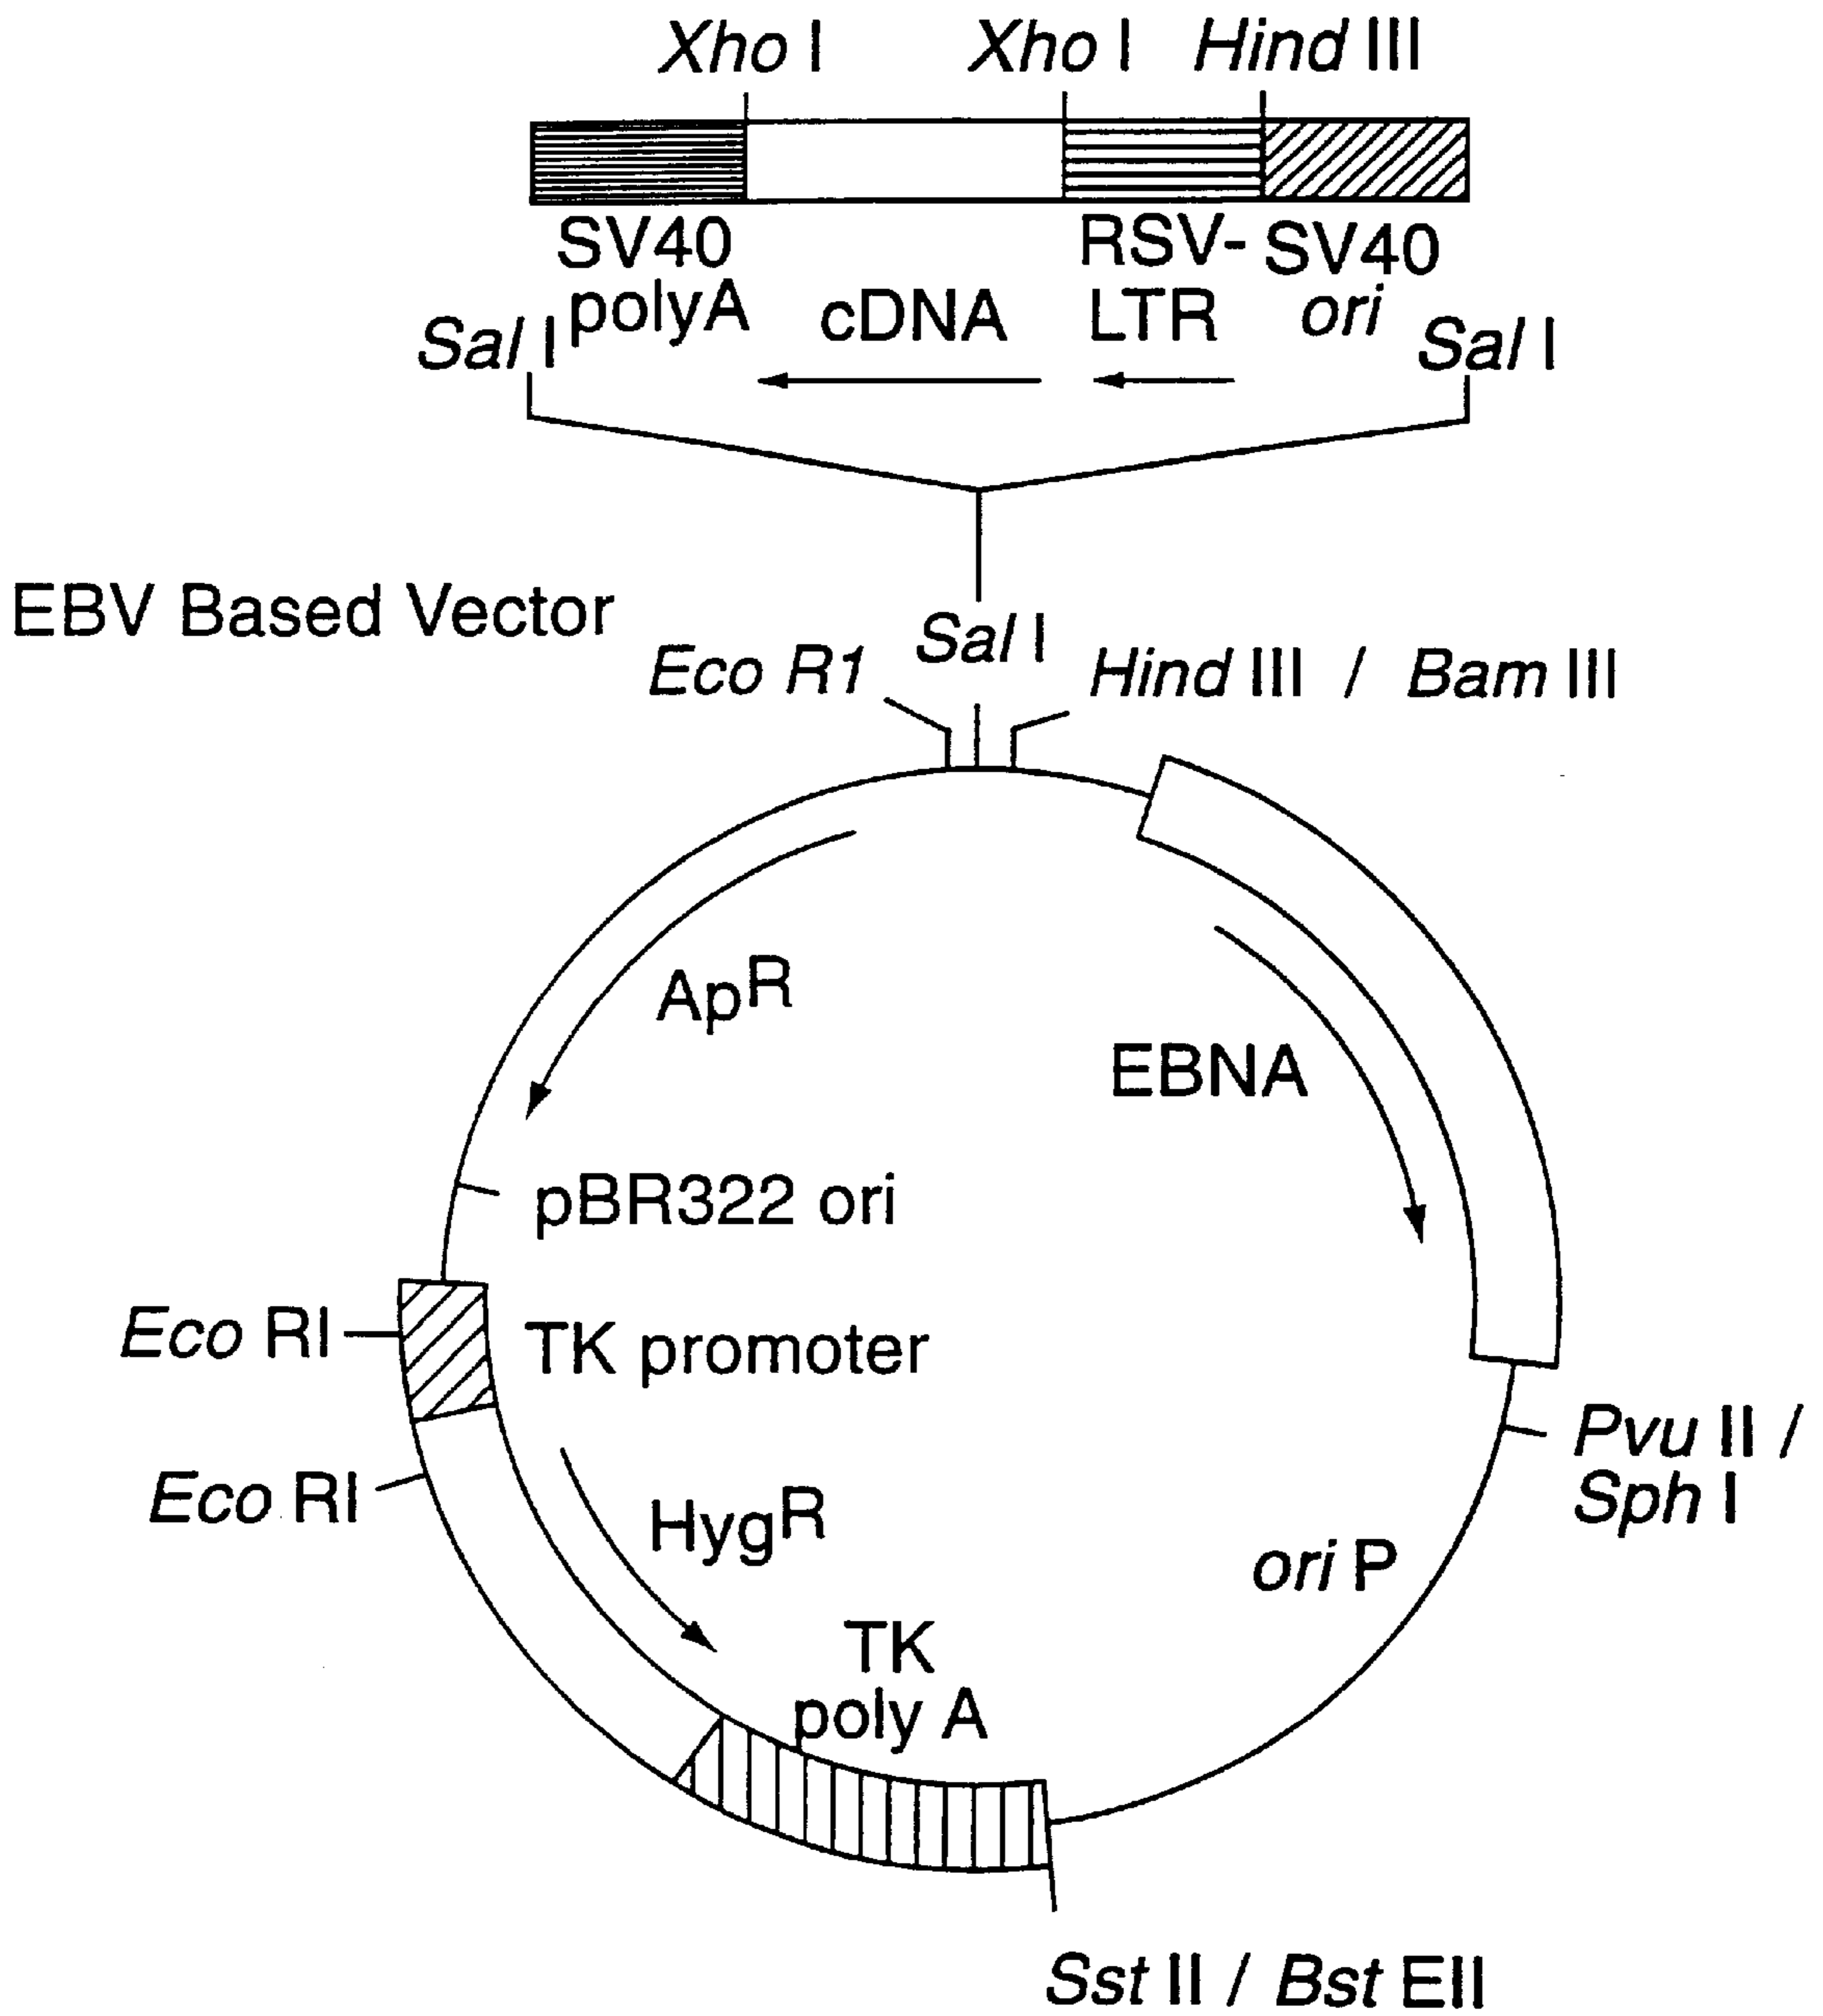 Xho I
Xho I
Hind III
SV40
polyA
cDNA
RSV-
LTR
SV40
ori
Sal I
Sal I
EBV Based Vector
Eco R1
Sal I
Hind III / Bam III
ApR
EBNA
pBR322 ori
Eco RI
TK promoter
Eco RI
HygR
Pvu II /
Sph I
ori P
TK
poly A
Sst II / Bst EII